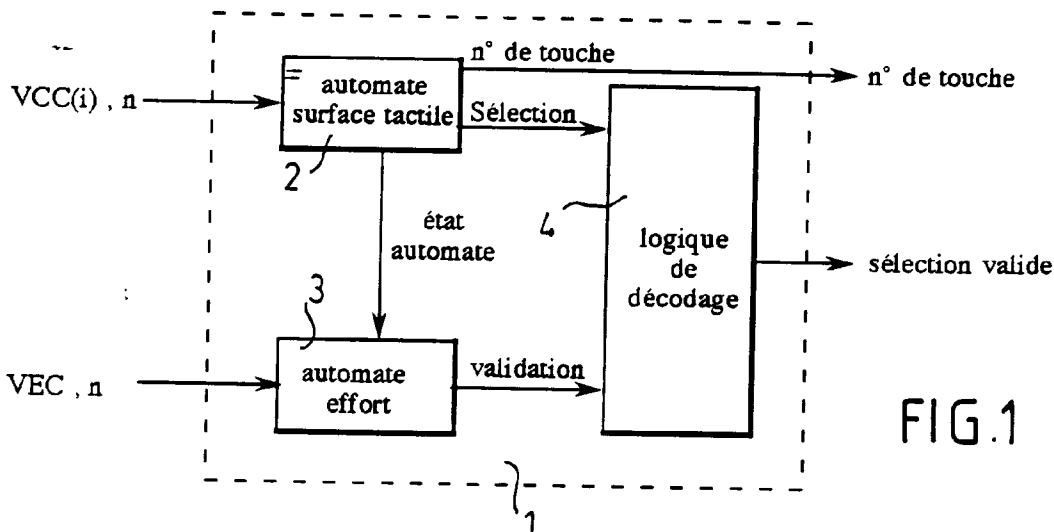 n° de touche
n° de touche
VCC(i) , n
automate
surface tactile
Sélection
2
état
automate
4
logique
de
décodage
sélection valide
3
VEC , n
automate
effort
validation
FIG.1
1